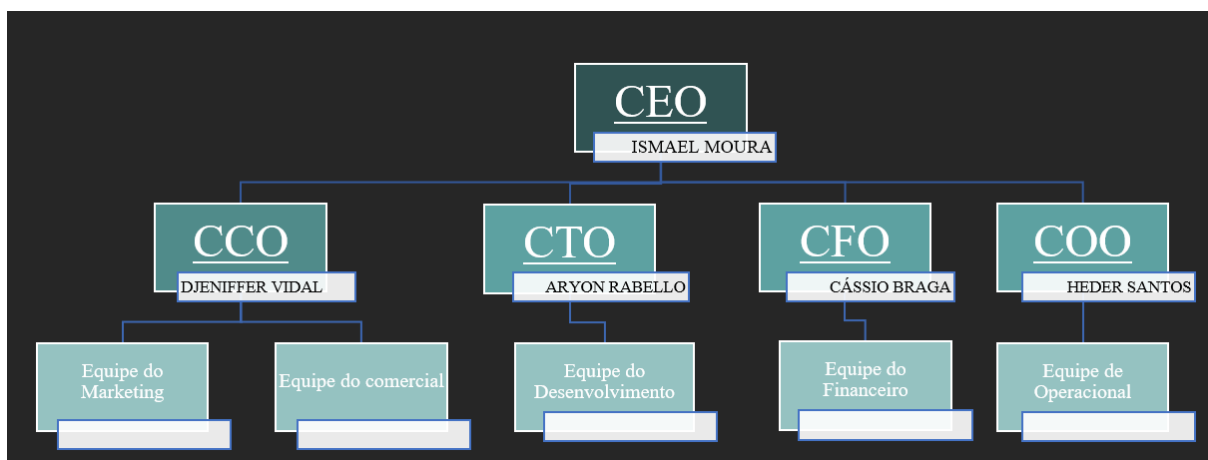 CEO
ISMAEL MOURA
CCO
DJENIFFER VIDAL
CTO
ARYON RABELLO
CFO
CÁSSIO BRAGA
COO
HEDER SANTOS
Equipe do
Marketing
Equipe do comercial
Equipe do
Desenvolvimento
Equipe do
Financeiro
Equipe de
Operacional